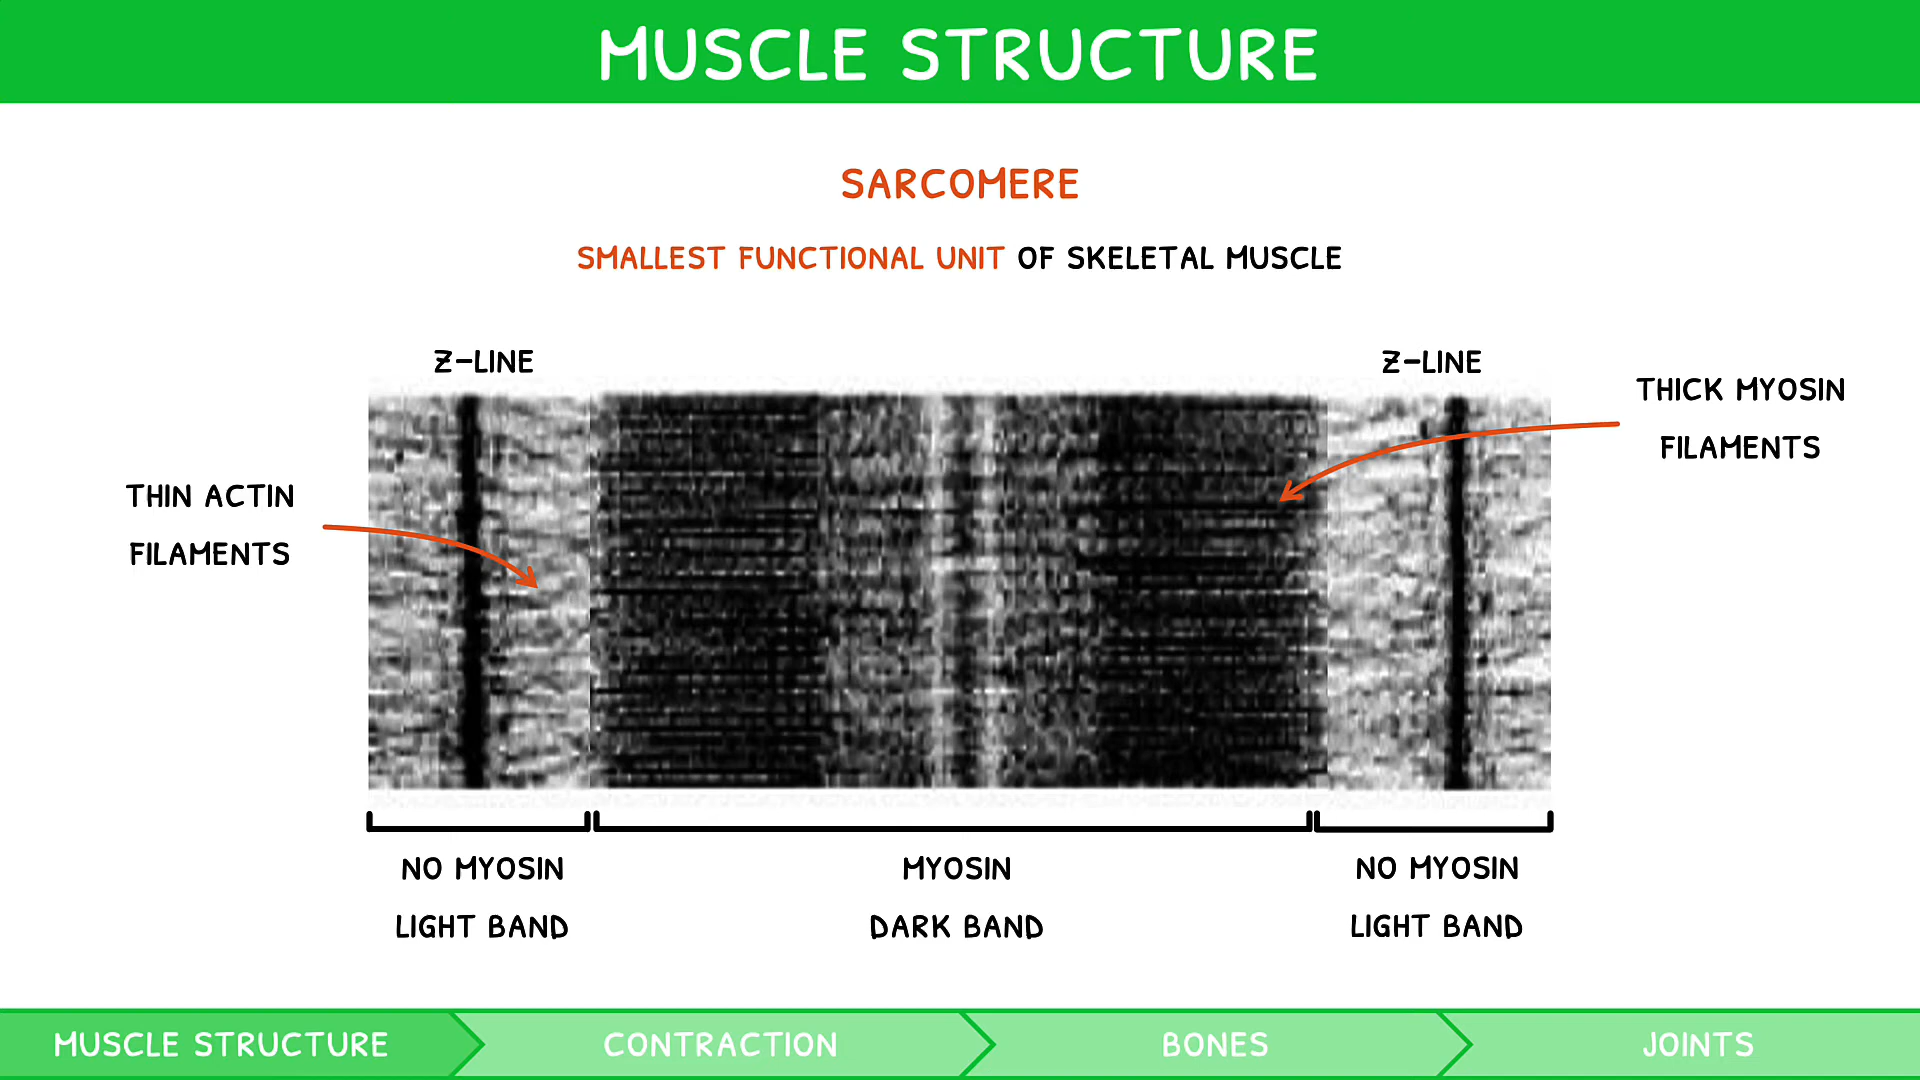 MUSCLE STRUCTURE
SARCOMERE
SMALLEST FUNCTIONAL UNIT OF SKELETAL MUSCLE
Z-LINE
Z-LINE
THICK MYOSIN
FILAMENTS
THIN ACTIN
FILAMENTS
NO MYOSIN
LIGHT BAND
MYOSIN
DARK BAND
NO MYOSIN
LIGHT BAND
MUSCLE STRUCTURE
CONTRACTION
BONES
JOINTS